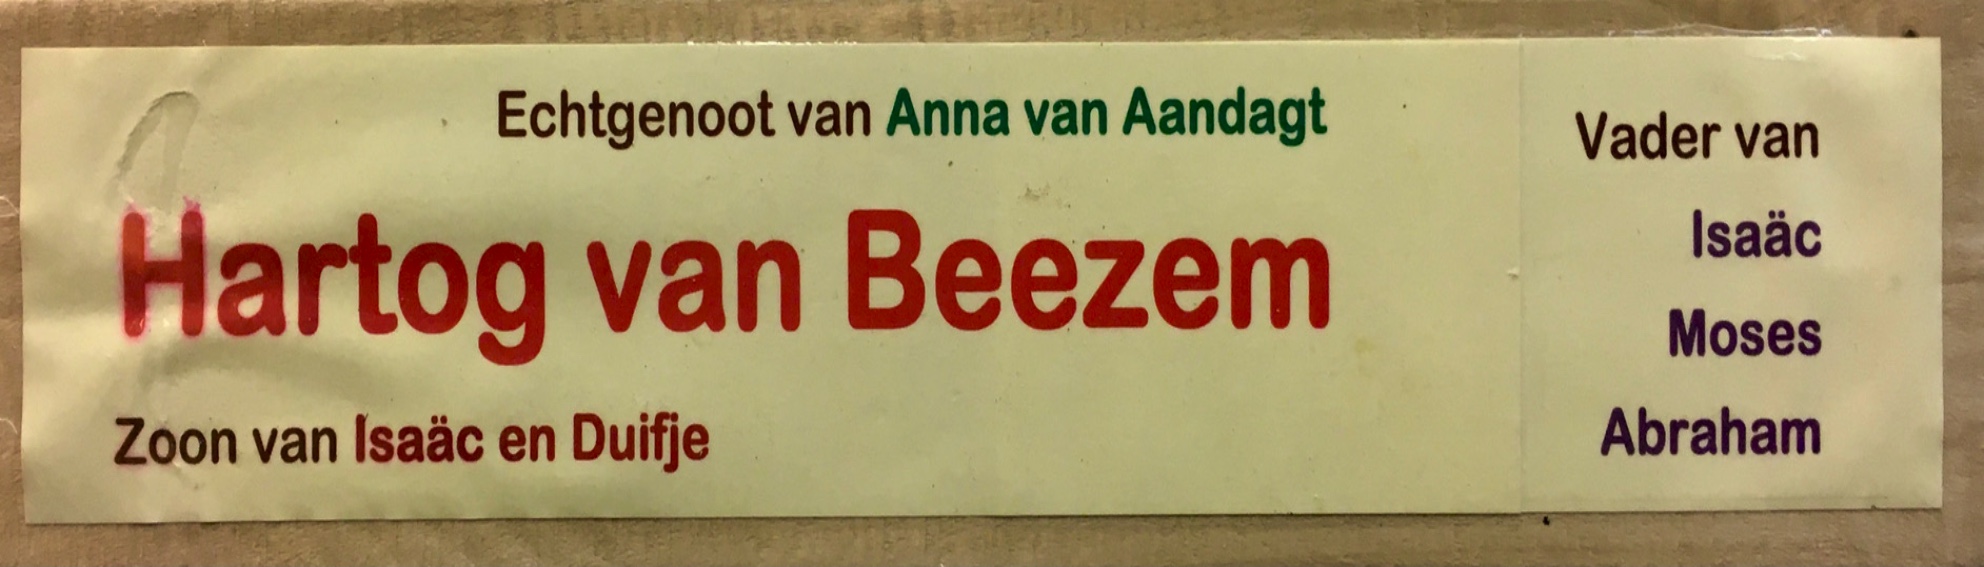 Echtgenoot van Anna van Aandagt
Hartog van Beezem
Zoon van Isaäc en Duifje
Vader van
Isaäc
Moses
Abraham